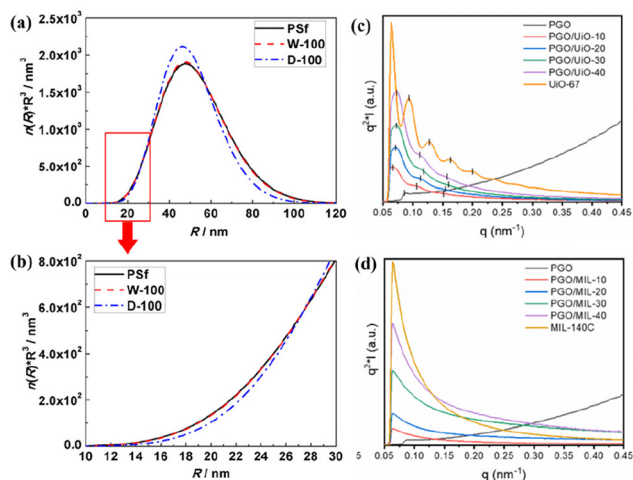 (a)
2.5x10³
2.0x10³
1.5x10³
1.0x10³
5.0x10²
0.0
n(R)*R³ / nm³
PSf
W-100
D-100
0 20 40 60 80 100 120
R / nm
(b)
8.0x10²
6.0x10²
4.0x10²
2.0x10²
0.0
n(R)*R³ / nm³
PSf
W-100
D-100
10 12 14 16 18 20 22 24 26 28 30
R / nm
(c)
q²*I (a.u.)
PGO
PGO/UiO-10
PGO/UiO-20
PGO/UiO-30
PGO/UiO-40
UiO-67
0.05 0.10 0.15 0.20 0.25 0.30 0.35 0.40 0.45
q (nm⁻¹)
(d)
q²*I (a.u.)
PGO
PGO/MIL-10
PGO/MIL-20
PGO/MIL-30
PGO/MIL-40
MIL-140C
5 0.05 0.10 0.15 0.20 0.25 0.30 0.35 0.40 0.45
q (nm⁻¹)